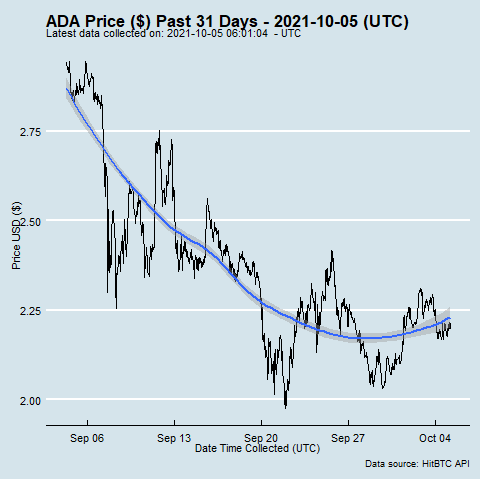 ADA Price ($) Past 31 Days - 2021-10-05 (UTC)
Latest data collected on: 2021-10-05 06:01:04  - UTC
Price USD ($)
2.75
2.50
2.25
2.00
Sep 06
Sep 13
Sep 20
Sep 27
Oct 04
Date Time Collected (UTC)
Data source: HitBTC API